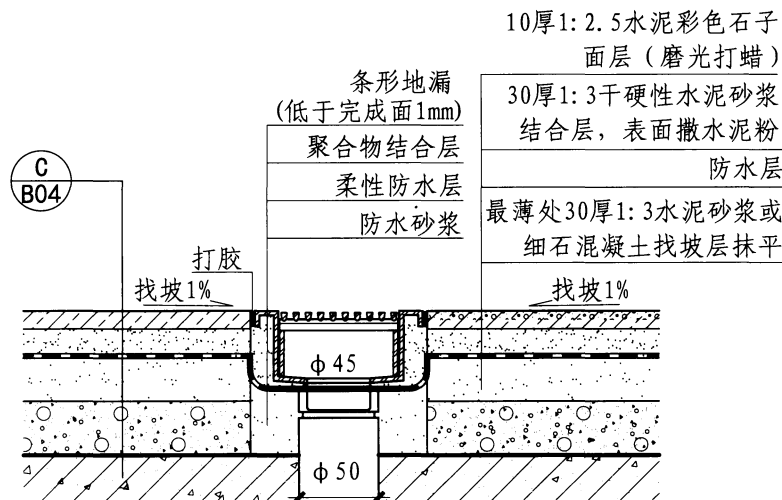 10厚1:2.5水泥彩色石子
面层（磨光打蜡）
30厚1:3干硬性水泥砂浆
结合层，表面撒水泥粉
防水层
最薄处30厚1:3水泥砂浆或
细石混凝土找坡层抹平
条形地漏
(低于完成面1mm)
聚合物结合层
柔性防水层
防水砂浆
C
B04
打胶
找坡1%
找坡1%
ф45
ф50